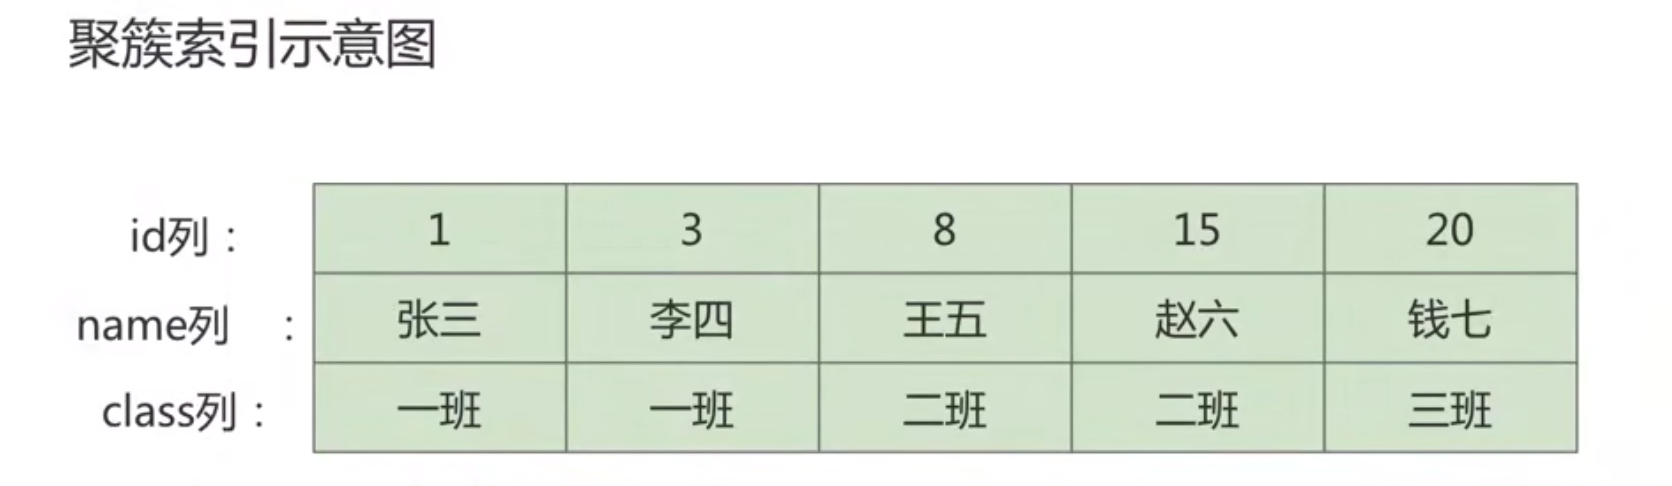 聚簇索引示意图
id列： 1 3 8 15 20
name列 ： 张三 李四 王五 赵六 钱七
class列： 一班 一班 二班 二班 三班